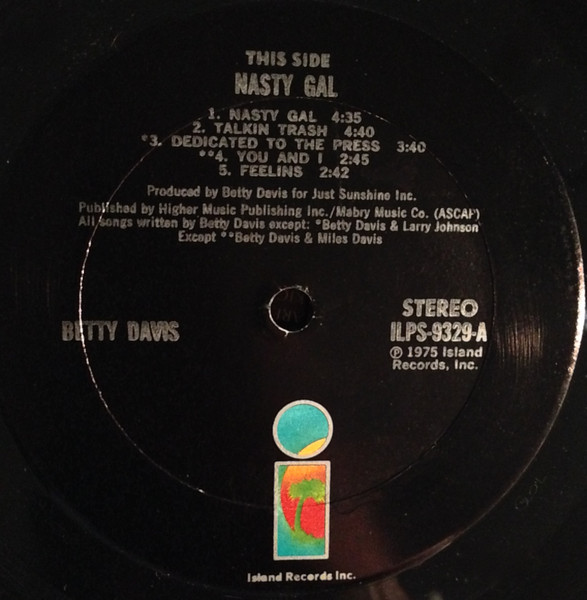 THIS SIDE
NASTY GAL
1. NASTY GAL 4:35
2. TALKIN TRASH 4:40
*3. DEDICATED TO THE PRESS 3:40
**4. YOU AND I 2:45
5. FEELINS 2:42
Produced by Betty Davis for Just Sunshine Inc.
Published by Higher Music Publishing Inc./Mabry Music Co. (ASCAP)
All songs written by Betty Davis except: *Betty Davis & Larry Johnson
Except **Betty Davis & Miles Davis
BETTY DAVIS
STEREO
ILPS-9329-A
℗ 1975 Island
Records, Inc.
Island Records Inc.